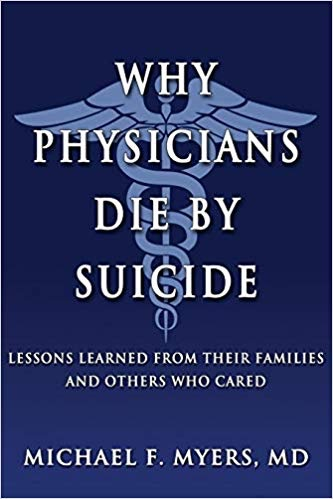 WHY
PHYSICIANS
DIE BY
SUICIDE
LESSONS LEARNED FROM THEIR FAMILIES
AND OTHERS WHO CARED
MICHAEL F. MYERS, MD